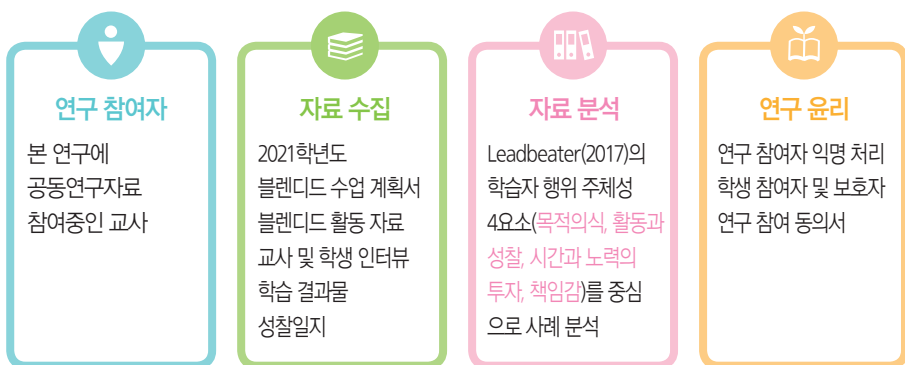 연구 참여자
본 연구에
공동연구자료
참여중인 교사
자료 수집
2021학년도
블렌디드 수업 계획서
블렌디드 활동 자료
교사 및 학생 인터뷰
학습 결과물
성찰일지
자료 분석
Leadbeater(2017)의
학습자 행위 주체성
4요소(목적의식, 활동과
성찰, 시간과 노력의
투자, 책임감)를 중심
으로 사례 분석
연구 윤리
연구 참여자 익명 처리
학생 참여자 및 보호자
연구 참여 동의서